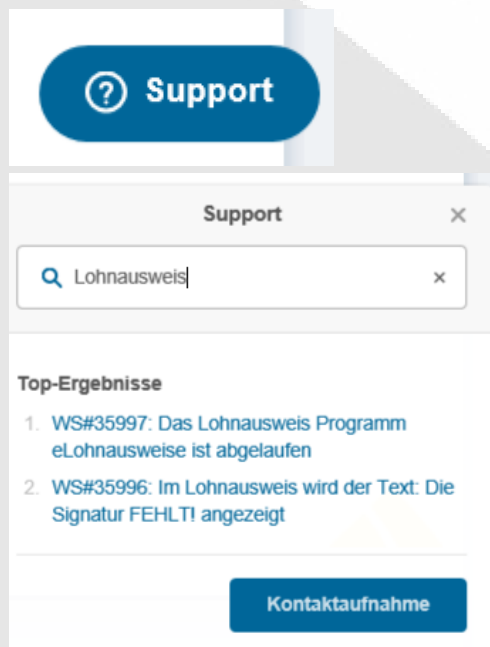 Support
Support
Lohnausweis
Top-Ergebnisse
1. WS#35997: Das Lohnausweis Programm
eLohnausweise ist abgelaufen
2. WS#35996: Im Lohnausweis wird der Text: Die
Signatur FEHLT! angezeigt
Kontaktaufnahme